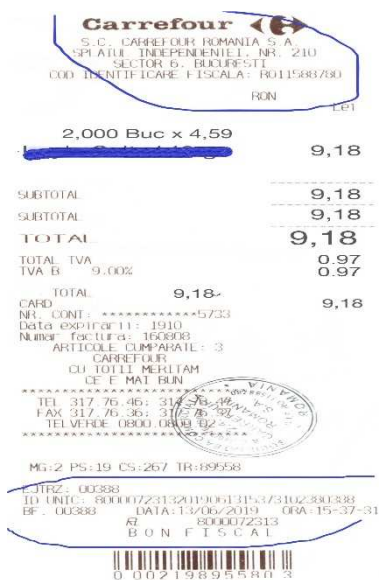 Carrefour
S.C. CARREFOUR ROMANIA S.A.
SPLAIUL INDEPENDENTEI, NR. 210
SECTOR 6. BUCURESTI
COD IDENTIFICARE FISCALA: RO11588780
RON
Lei
2,000 Buc x 4,59
9,18
SUBTOTAL 9,18
SUBTOTAL 9,18
TOTAL 9,18
TOTAL TVA 0.97
TVA B 9.00% 0.97
TOTAL 9,18
CARD 9,18
NR. CONT: ************5733
Data expirarii: 1910
Numar factura: 160808
ARTICOLE CUMPARATE: 3
CARREFOUR
CU TOTII MERITAM
CE E MAI BUN
TEL 317.76.46:
FAX 317.76.36:
TELVERDE 0800.0800.02
ROMANIA
MG:2 PS:19 CS:267 TR:89558
EJTRZ: 00388
ID UNIC: 80000723132019061315373102380388
BF. 00388 DATA:13/06/2019 ORA:15-37-31
8000072313
BON FISCAL
0 000219895580 3